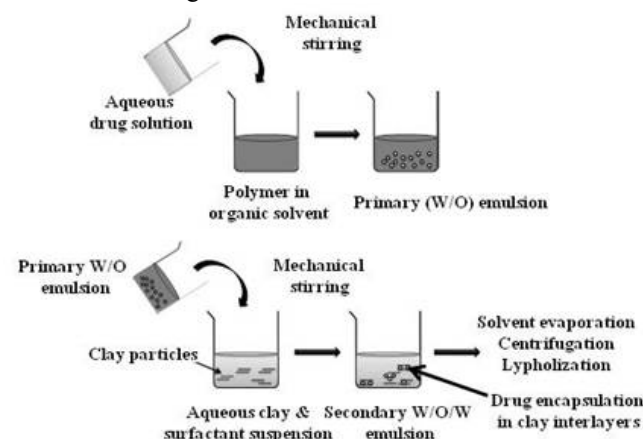 Mechanical
stirring
Aqueous
drug solution
Polymer in
organic solvent
Primary (W/O) emulsion
Primary W/O
emulsion
Mechanical
stirring
Clay particles
Solvent evaporation
Centrifugation
Lypholization
Aqueous clay &
surfactant suspension
Secondary W/O/W
emulsion
Drug encapsulation
in clay interlayers